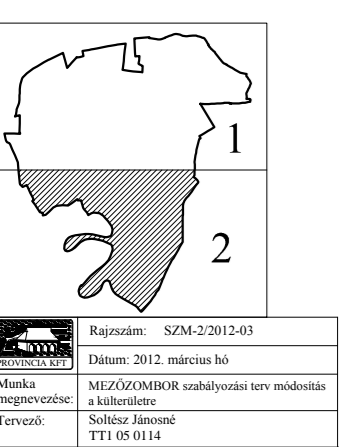 1
2
PROVINCIA KFT
Rajzszám: SZM-2/2012-03
Dátum: 2012. március hó
Munka megnevezése:
MEZŐZOMBOR szabályozási terv módosítás
a külterületre
Tervező:
Soltész Jánosné
TT1 05 0114